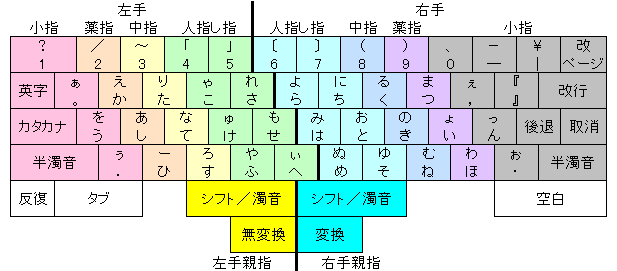 左手 右手
小指 薬指 中指 人指し指 人指し指 中指 薬指 小指
? ／ ～ 「 」 〔 〕 ( ) 、 － ¥ 改
1 2 3 4 5 6 7 8 9 0 — | ページ
英字 ぁ え り ゃ れ よ に る ま ぇ 『 改行
。 か た こ さ ら ち く つ , 』
カタカナ を あ な ゅ も み お の ょ っ 後退 取消
う し て け せ は と き い ん
半濁音 ぅ ー ろ や ぃ ぬ ゆ む わ ぉ 半濁音
. ひ す ふ へ め そ ね ほ ・
反復 タブ シフト／濁音 シフト／濁音 空白
無変換 変換
左手親指 右手親指